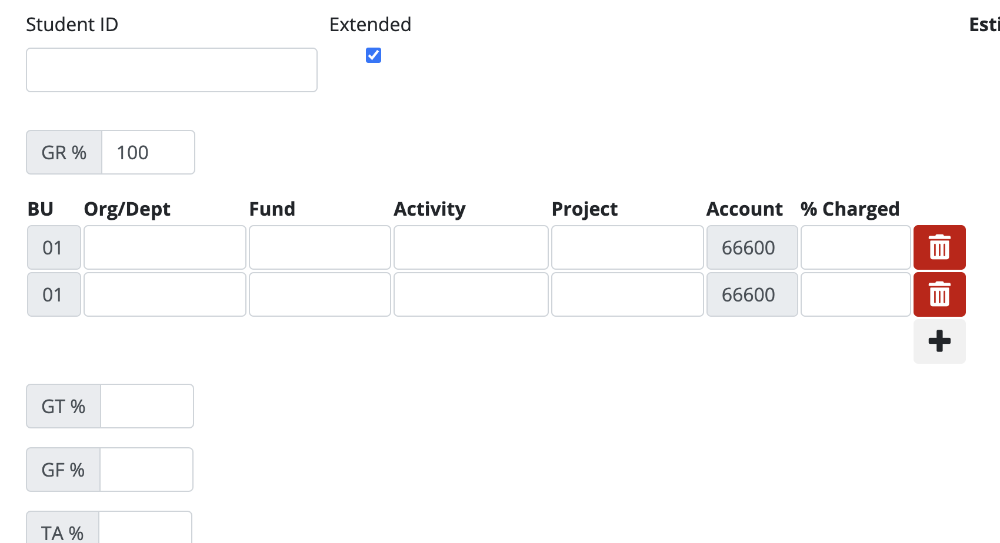 Student ID Extended Esti
GR % 100
BU Org/Dept Fund Activity Project Account % Charged
01 66600
01 66600
GT %
GF %
TA %